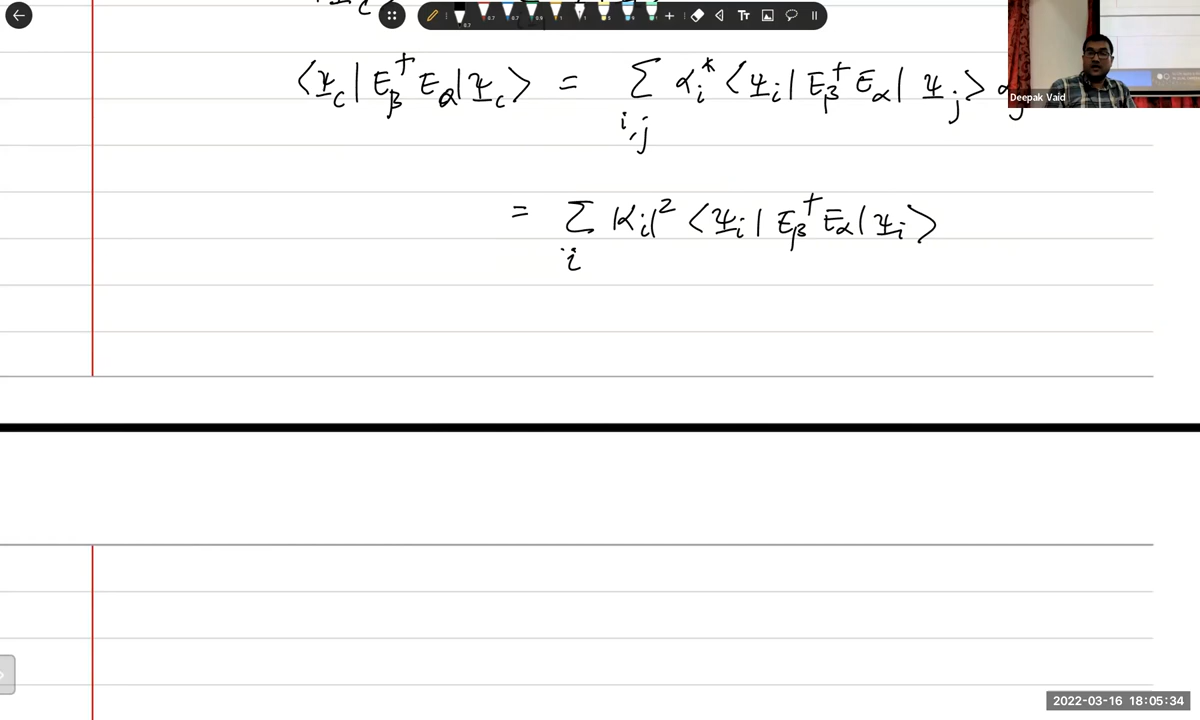 ⟨Ψ_c| E_β^† E_α |Ψ_c⟩ = Σ_{i,j} α_i^* ⟨Ψ_i| E_β^† E_α | Ψ_j⟩
= Σ_i |α_i|^2 ⟨Ψ_i| E_β^† E_α |Ψ_i⟩
Tт
Deepak Vaid
2022-03-16 18:05:34